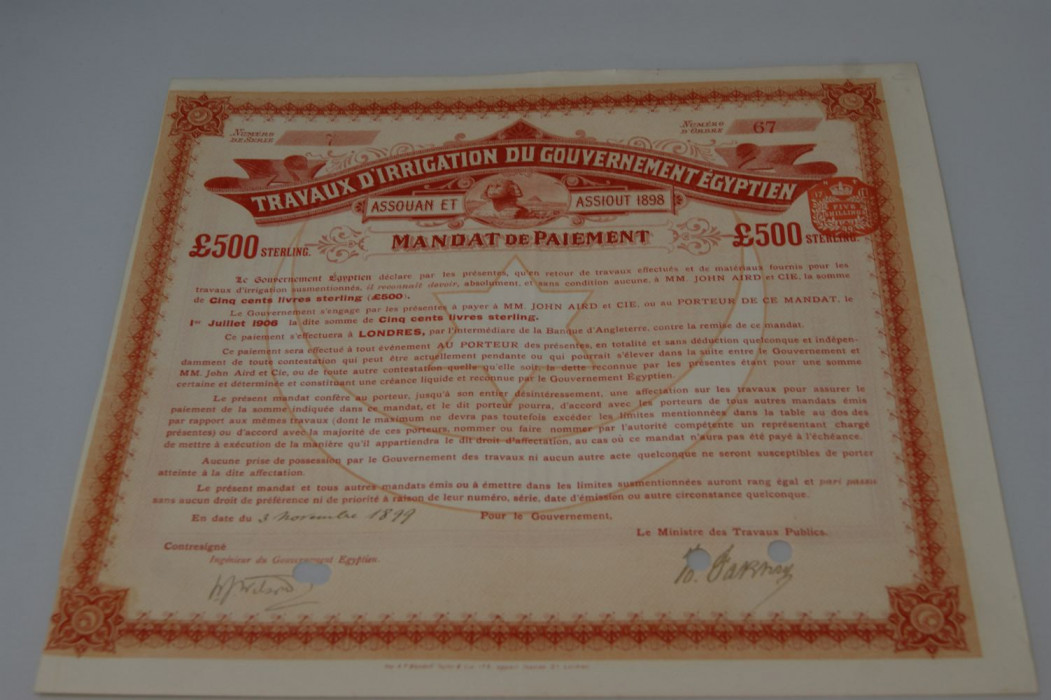 NUMÉRO DE SERIE 7
NUMÉRO D'ORDRE 67
TRAVAUX D'IRRIGATION DU GOUVERNEMENT EGYPTIEN
ASSOUAN ET ASSIOUT 1898
FIVE SHILLINGS
£500 STERLING. MANDAT DE PAIEMENT £500 STERLING.
Le Gouvernement Égyptien déclare par les présentes, qu'en retour de travaux effectués et de matériaux fournis pour les
travaux d'irrigation susmentionnés, il reconnaît devoir, absolument, et sans condition aucune, à MM. JOHN AIRD et CIE, la somme
de Cinq cents livres sterling (£500).
Le Gouvernement s'engage par les présentes à payer à MM. JOHN AIRD et CIE, ou au PORTEUR DE CE MANDAT, le
1er Juillet 1906 la dite somme de Cinq cents livres sterling.
Ce paiement s'effectuera à LONDRES, par l'intermédiaire de la Banque d'Angleterre, contre la remise de ce mandat.
Ce paiement sera effectué à tout événement AU PORTEUR des présentes, en totalité et sans déduction quelconque et indépen-
damment de toute contestation qui peut être actuellement pendante ou qui pourrait s'élever dans la suite entre le Gouvernement et
MM. John Aird et Cie, ou de toute autre contestation quelle qu'elle soit, la dette reconnue par les présentes étant pour une somme
certaine et déterminée et constituant une créance liquide et reconnue par le Gouvernement Égyptien.
Le présent mandat confère au porteur, jusqu'à son entier désintéressement, une affectation sur les travaux pour assurer le
paiement de la somme indiquée dans ce mandat, et le dit porteur pourra, d'accord avec les porteurs de tous autres mandats émis
par rapport aux mêmes travaux (dont le maximum ne devra pas toutefois excéder les limites mentionnées dans la table au dos des
présentes) ou d'accord avec la majorité de ces porteurs, nommer ou faire nommer par l'autorité compétente un représentant chargé
de mettre à exécution de la manière qu'il appartiendra le dit droit d'affectation, au cas où ce mandat n'aura pas été payé à l'échéance.
Aucune prise de possession par le Gouvernement des travaux ni aucun autre acte quelconque ne seront susceptibles de porter
atteinte à la dite affectation.
Le présent mandat et tous autres mandats émis ou à émettre dans les limites susmentionnées auront rang égal et pari passu
sans aucun droit de préférence ni de priorité à raison de leur numéro, série, date d'émission ou autre circonstance quelconque.
En date du 3 novembre 1899 Pour le Gouvernement,
Le Ministre des Travaux Publics.
Contresigné
Ingénieur du Gouvernement Egyptien.